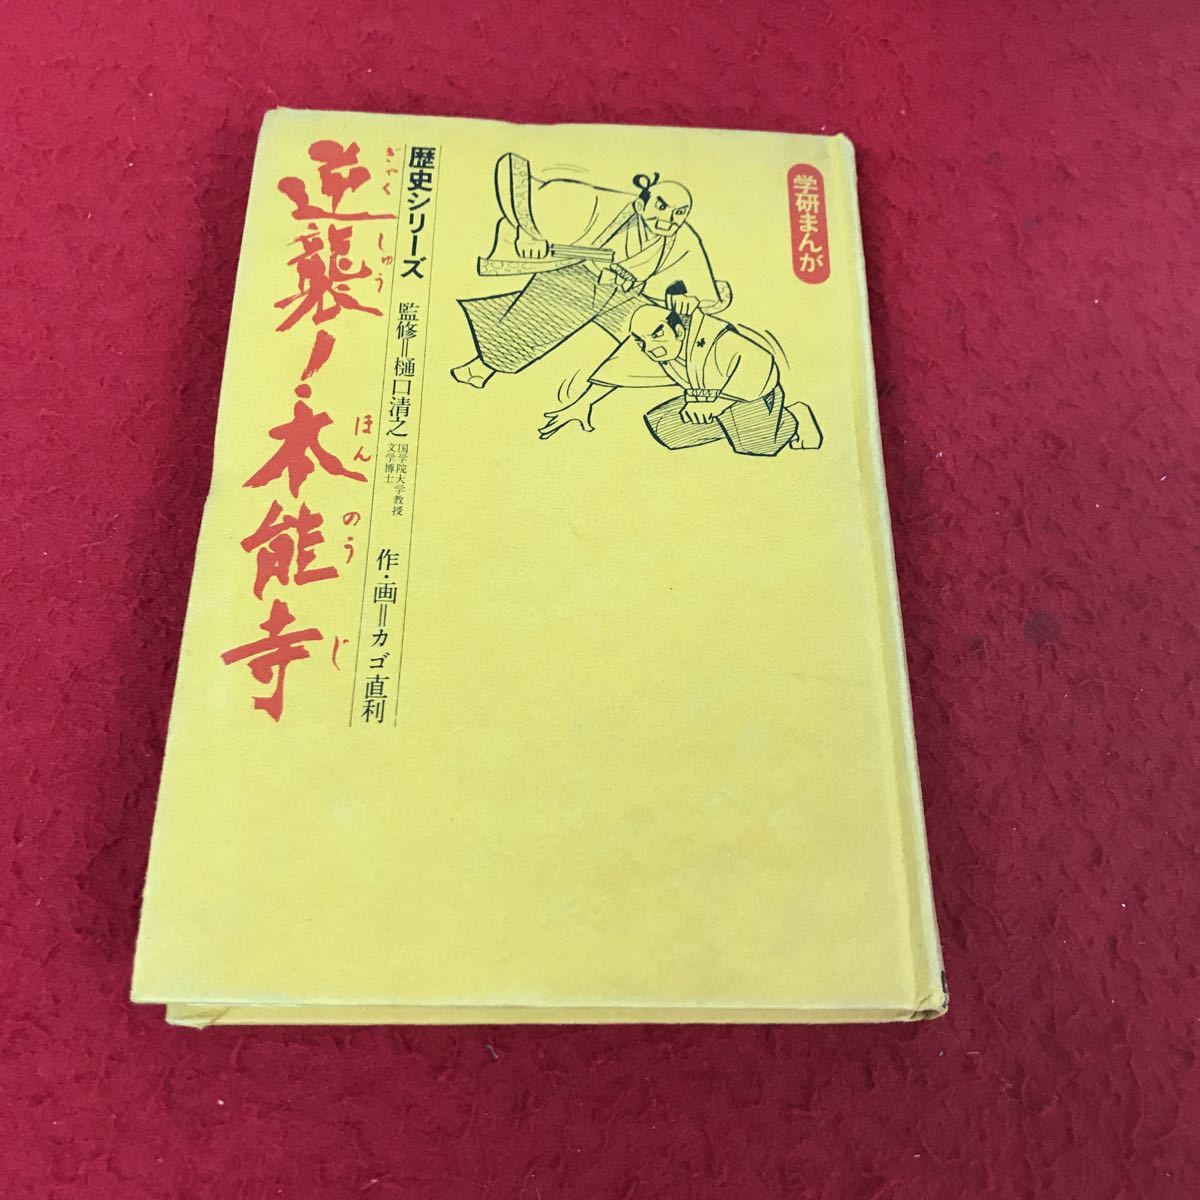 学研まんが
歴史シリーズ
監修＝樋口清之
国学院大学教授
文学博士
作・画＝カゴ直利
逆襲！本能寺
ぎゃくしゅう
ほんのうじ